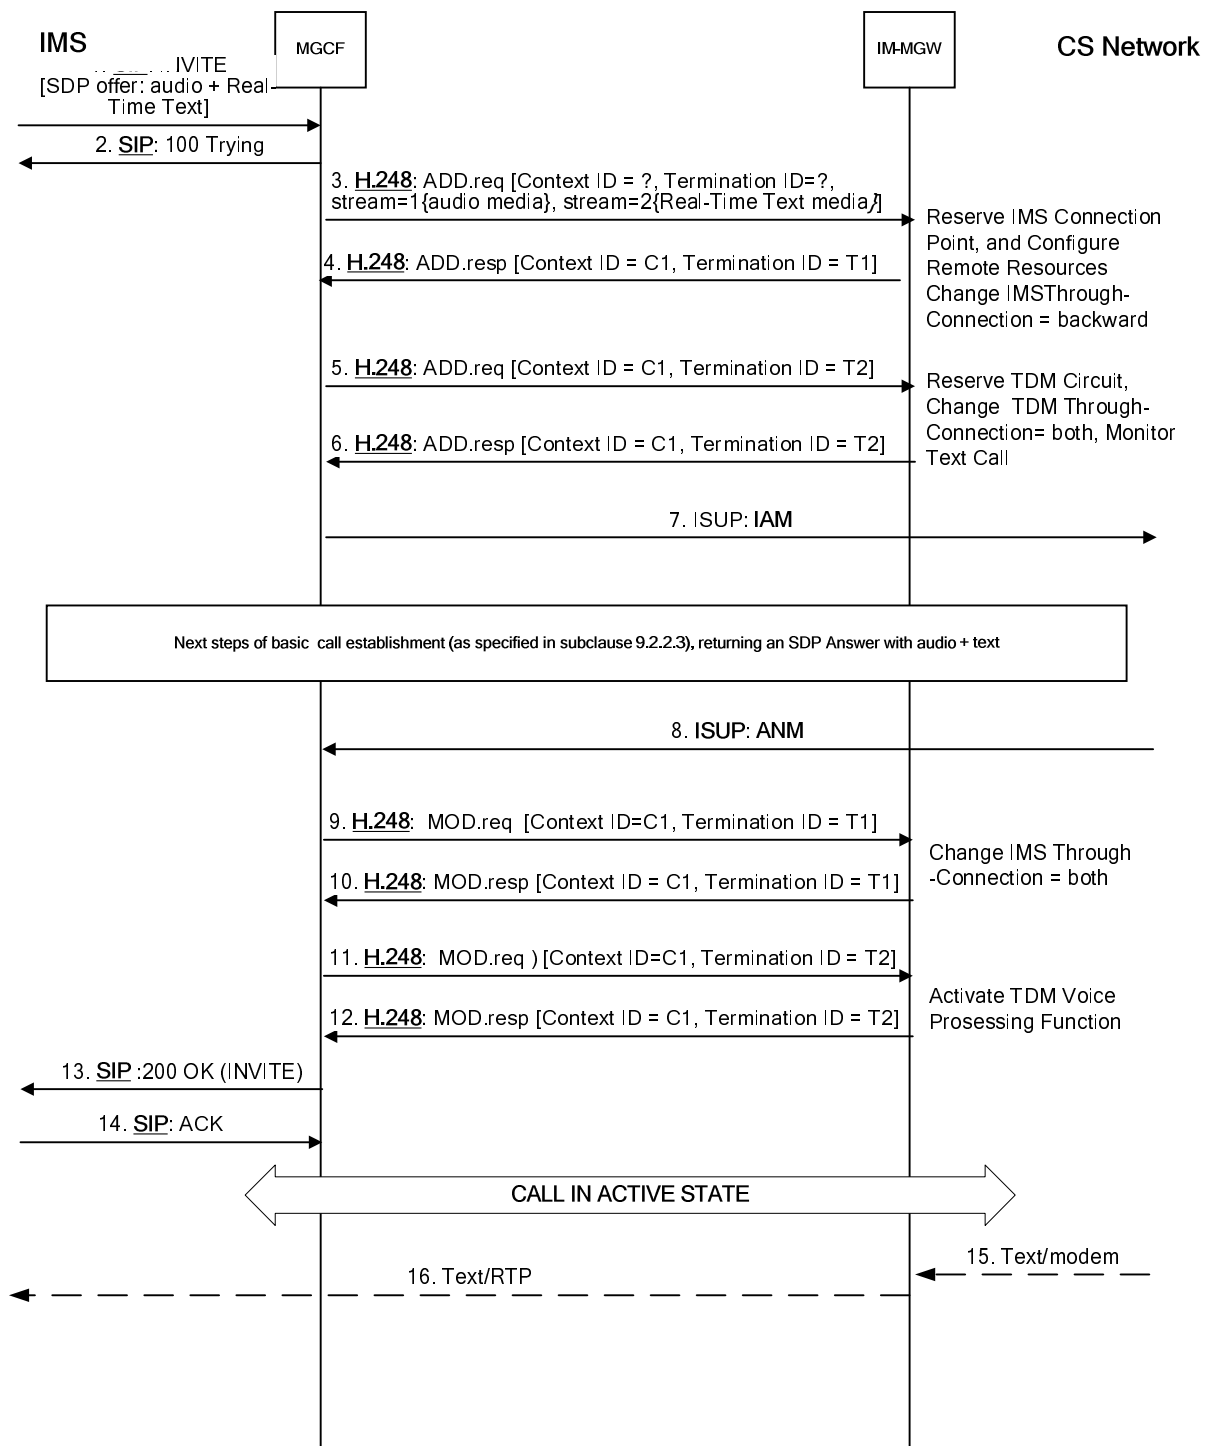 IMS
MGCF
IM-MGW
CS Network
IVITE
[SDP offer: audio + Real-
Time Text]
2. SIP: 100 Trying
3. H.248: ADD.req [Context ID = ?, Termination ID=?,
stream=1{audio media}, stream=2{Real-Time Text media}]
Reserve IMS Connection
Point, and Configure
Remote Resources
Change IMSThrough-
Connection = backward
4. H.248: ADD.resp [Context ID = C1, Termination ID = T1]
5. H.248: ADD.req [Context ID = C1, Termination ID = T2]
Reserve TDM Circuit,
Change TDM Through-
Connection= both, Monitor
Text Call
6. H.248: ADD.resp [Context ID = C1, Termination ID = T2]
7. ISUP: IAM
Next steps of basic call establishment (as specified in subclause 9.2.2.3), returning an SDP Answer with audio + text
8. ISUP: ANM
9. H.248: MOD.req [Context ID=C1, Termination ID = T1]
Change IMS Through
-Connection = both
10. H.248: MOD.resp [Context ID = C1, Termination ID = T1]
11. H.248: MOD.req ) [Context ID=C1, Termination ID = T2]
Activate TDM Voice
Prosessing Function
12. H.248: MOD.resp [Context ID = C1, Termination ID = T2]
13. SIP :200 OK (INVITE)
14. SIP: ACK
CALL IN ACTIVE STATE
15. Text/modem
16. Text/RTP